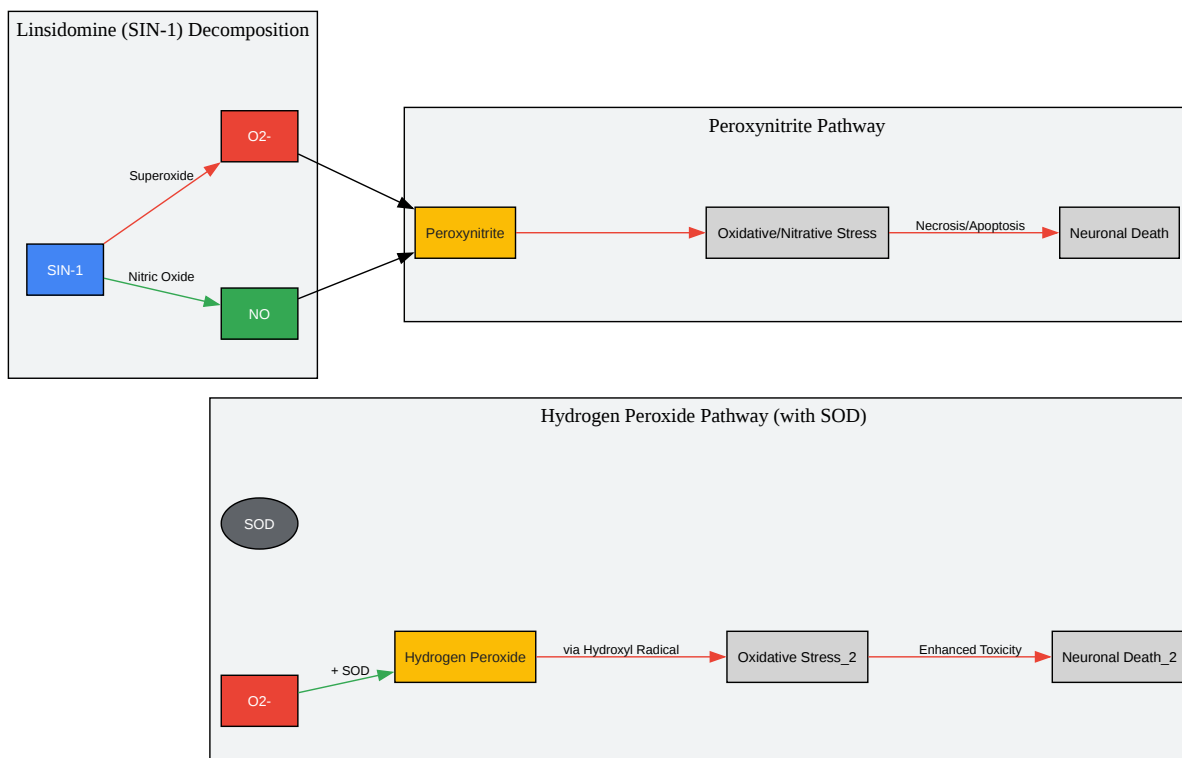 Linsidomine (SIN-1) Decomposition
O2-
Superoxide
SIN-1
Nitric Oxide
NO
Peroxynitrite Pathway
Peroxynitrite
Oxidative/Nitrative Stress
Necrosis/Apoptosis
Neuronal Death
Hydrogen Peroxide Pathway (with SOD)
SOD
O2-
+ SOD
Hydrogen Peroxide
via Hydroxyl Radical
Oxidative Stress_2
Enhanced Toxicity
Neuronal Death_2